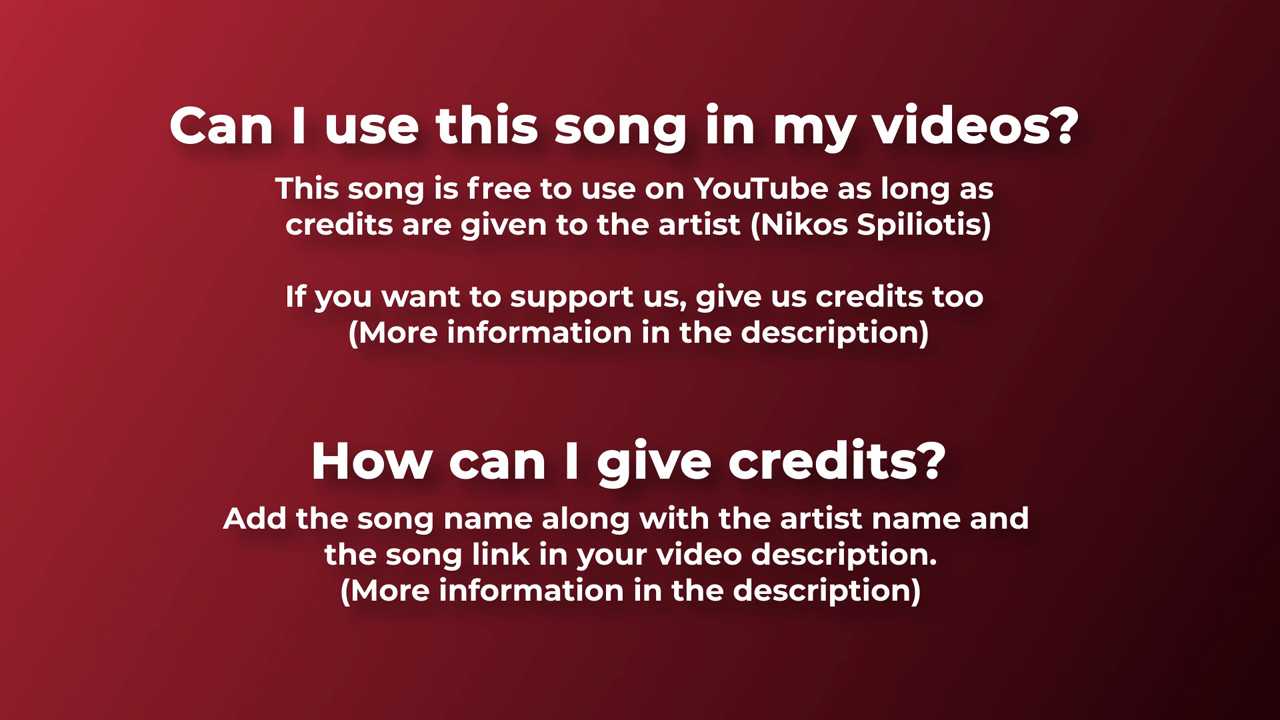 Can I use this song in my videos?
This song is free to use on YouTube as long as
credits are given to the artist (Nikos Spiliotis)
If you want to support us, give us credits too
(More information in the description)
How can I give credits?
Add the song name along with the artist name and
the song link in your video description.
(More information in the description)